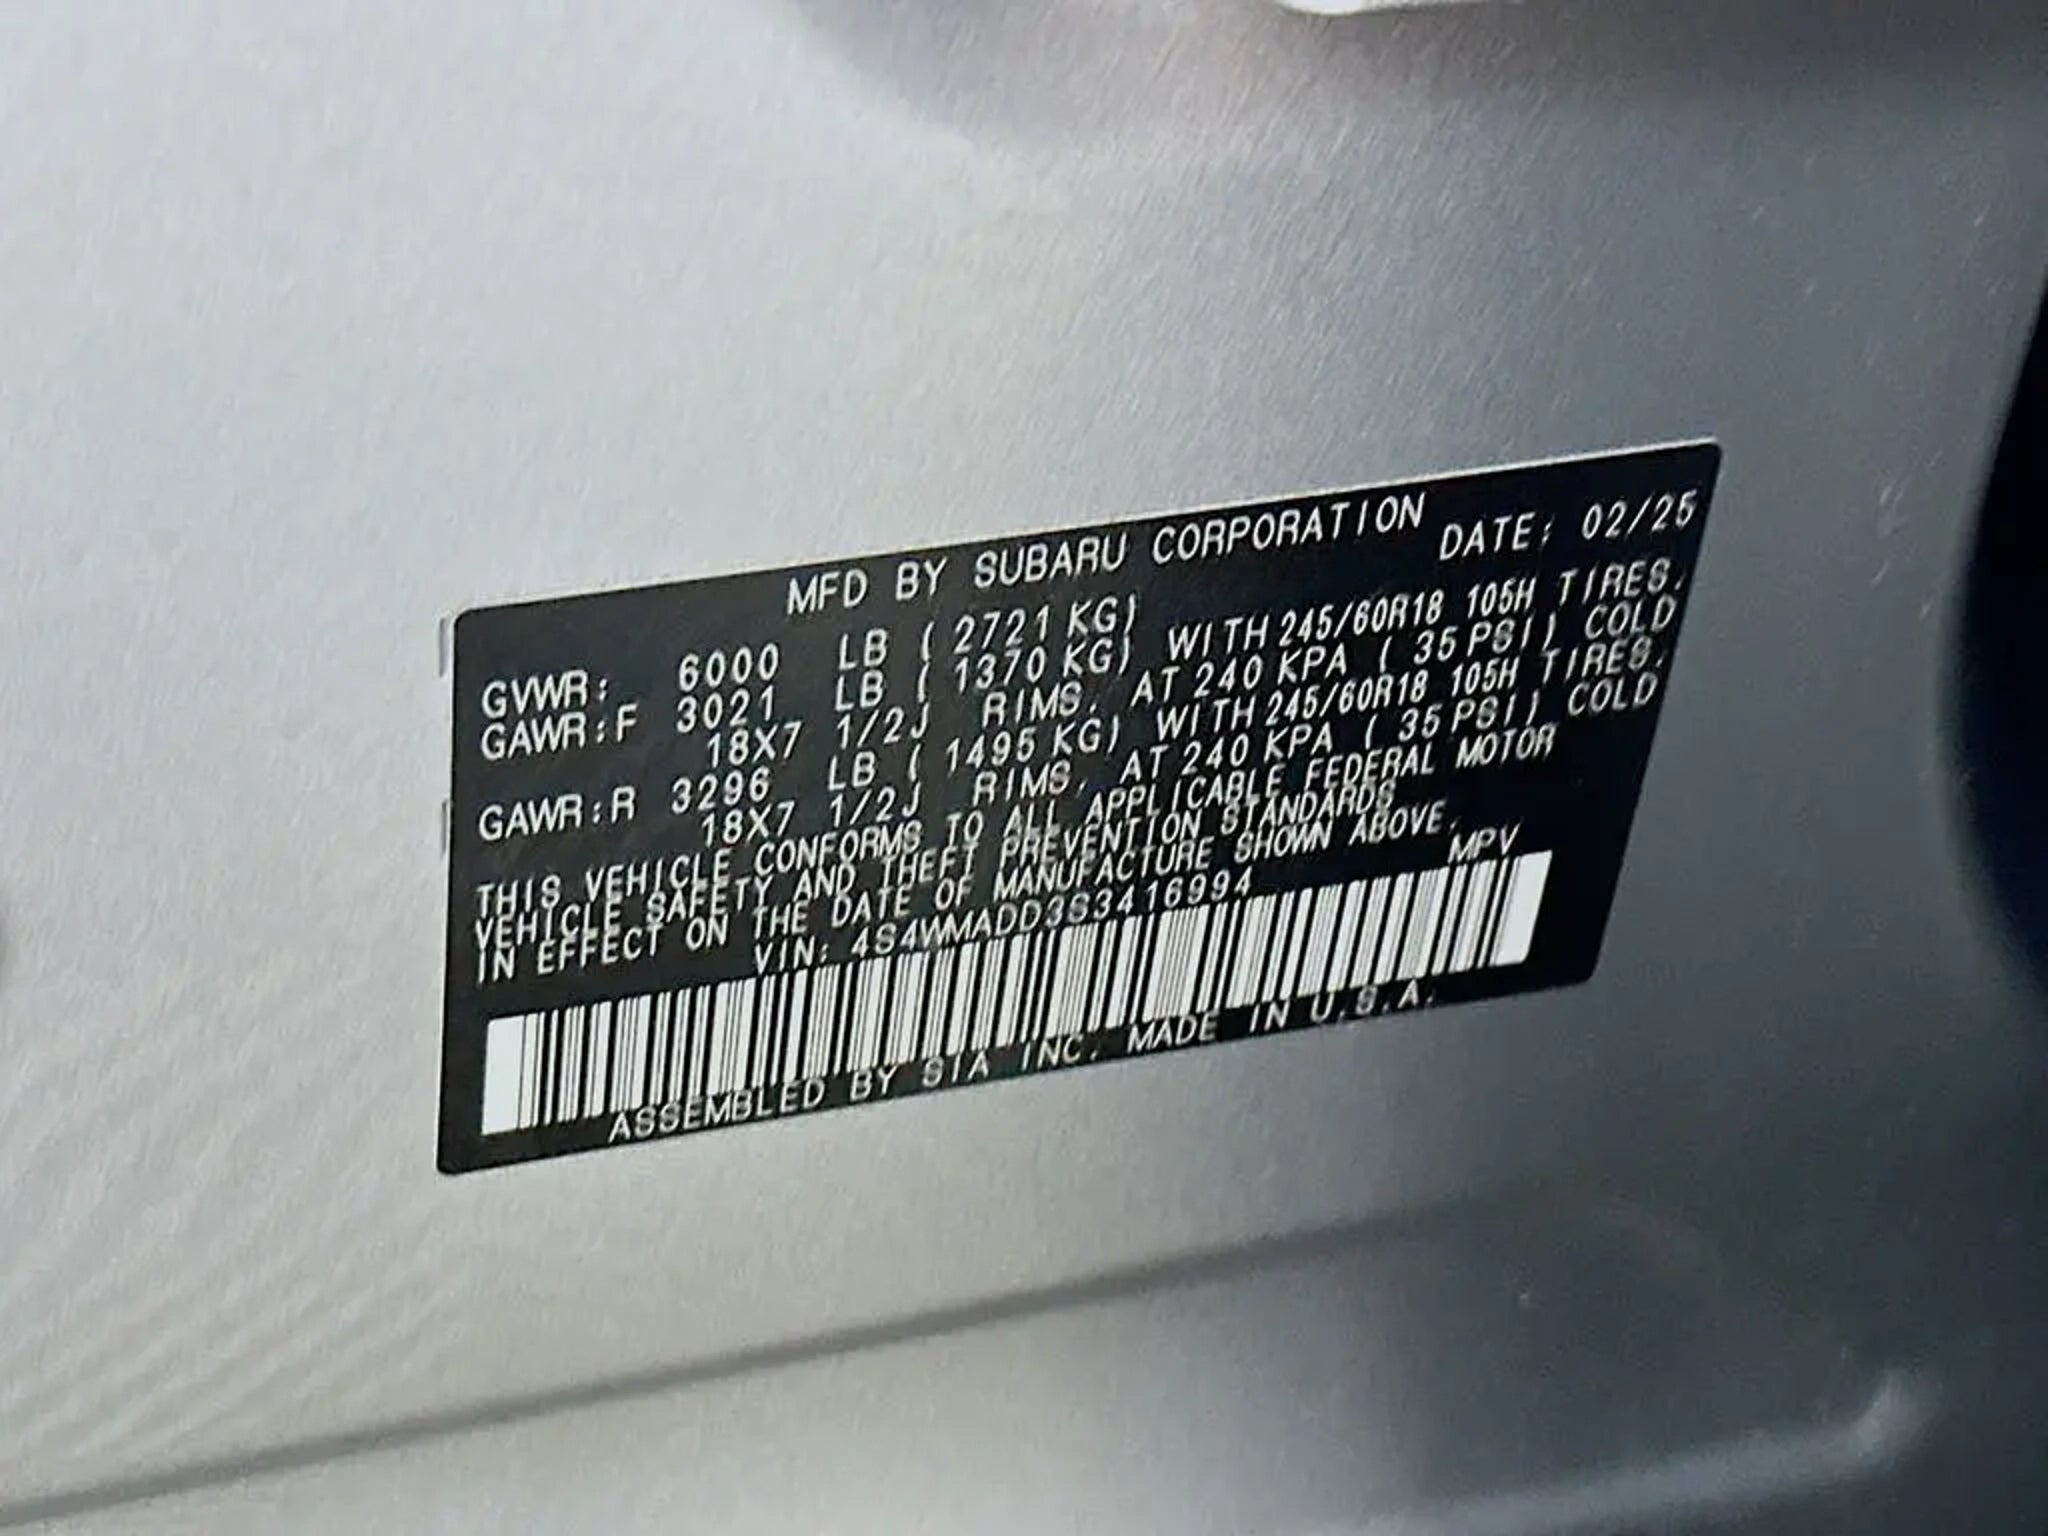 MFD BY SUBARU CORPORATION DATE: 02/25
GVWR: 6000 LB ( 2721 KG)
GAWR:F 3021 LB ( 1370 KG) WITH 245/60R18 105H TIRES,
18X7 1/2J RIMS, AT 240 KPA ( 35 PSI) COLD
GAWR:R 3296 LB ( 1495 KG) WITH 245/60R18 105H TIRES,
18X7 1/2J RIMS, AT 240 KPA ( 35 PSI) COLD
THIS VEHICLE CONFORMS TO ALL APPLICABLE FEDERAL MOTOR
VEHICLE SAFETY AND THEFT PREVENTION STANDARDS
IN EFFECT ON THE DATE OF MANUFACTURE SHOWN ABOVE.
VIN: 4S4WMADD3S3416994 MPV
ASSEMBLED BY SIA INC. MADE IN U.S.A.